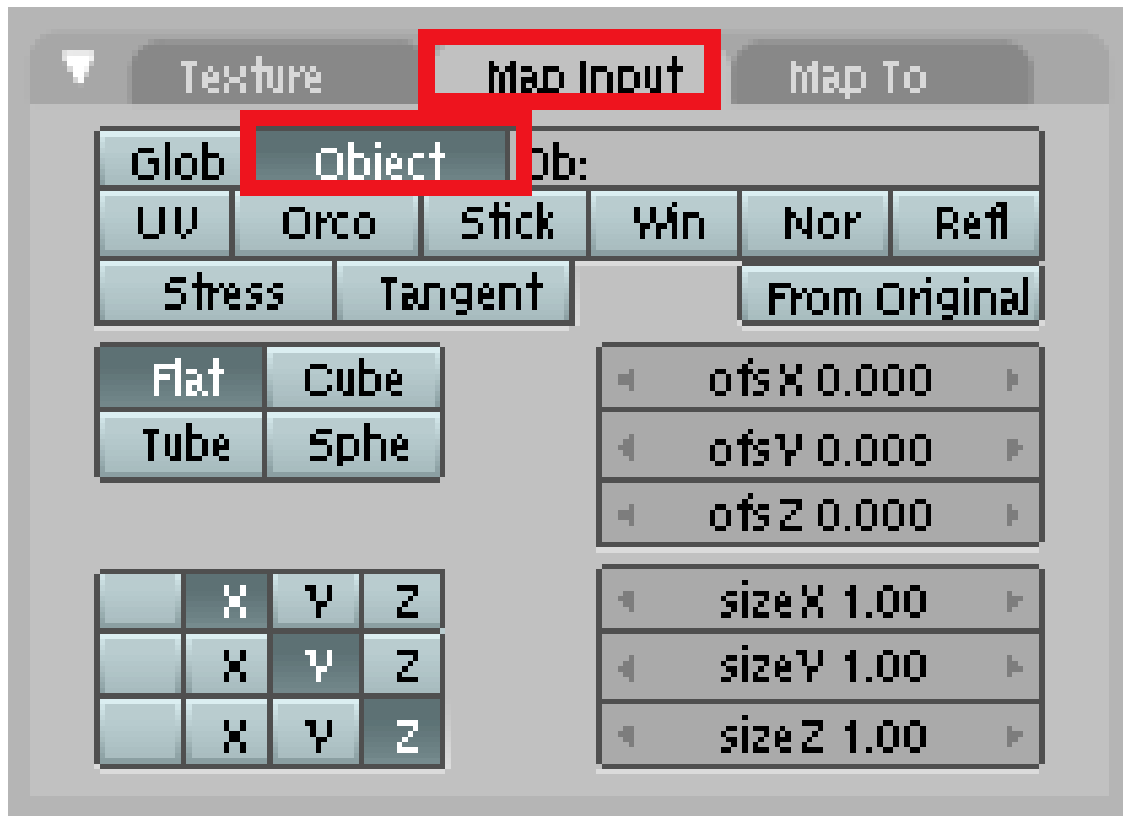 Texture Map Input Map To
Glob Object Ob:
UV Orco Stick Win Nor Refl
Stress Tangent From Original
Flat Cube ofsX 0.000
Tube Sphe ofsY 0.000
ofsZ 0.000
X Y Z sizeX 1.00
X Y Z sizeY 1.00
X Y Z sizeZ 1.00